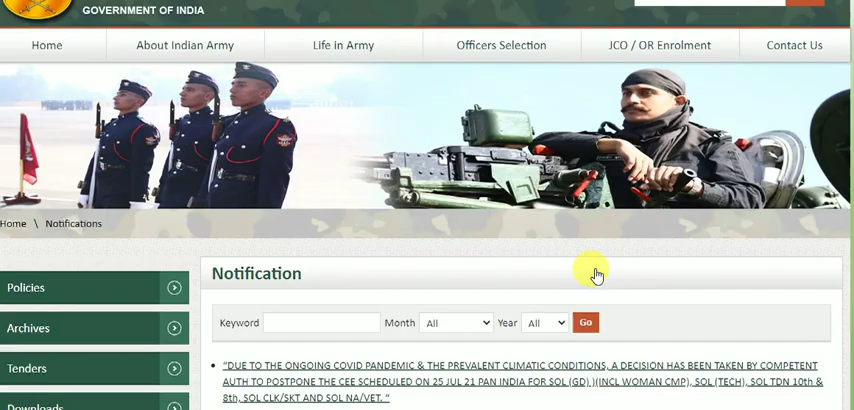 GOVERNMENT OF INDIA
Home About Indian Army Life in Army Officers Selection JCO / OR Enrolment Contact Us
Home \ Notifications
Policies
Archives
Tenders
Downloads
Notification
Keyword Month All Year All Go
"DUE TO THE ONGOING COVID PANDEMIC & THE PREVALENT CLIMATIC CONDITIONS, A DECISION HAS BEEN TAKEN BY COMPETENT
AUTH TO POSTPONE THE CEE SCHEDULED ON 25 JUL 21 PAN INDIA FOR SOL (GD) )(INCL WOMAN CMP), SOL (TECH), SOL TDN 10th &
8th, SOL CLK/SKT AND SOL NA/VET. "